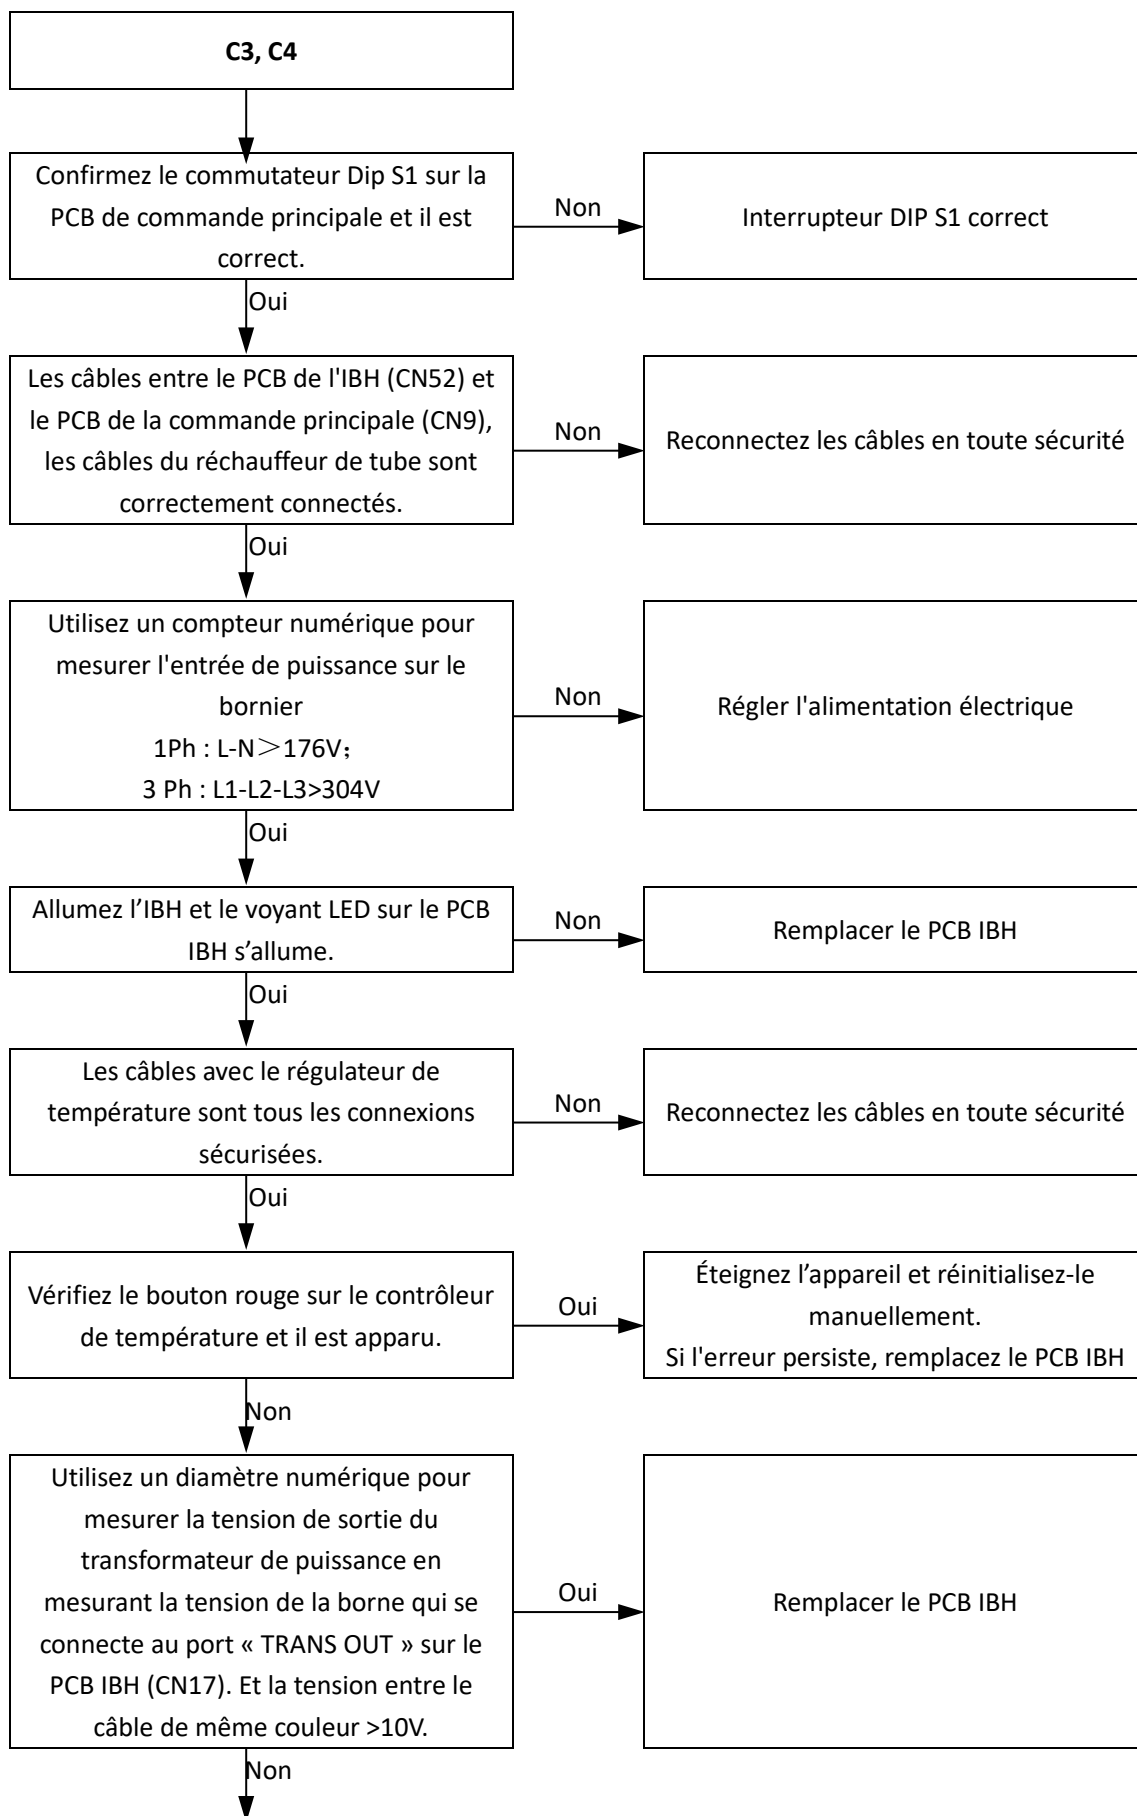 C3, C4
Confirmez le commutateur Dip S1 sur la
PCB de commande principale et il est
correct.
Non
Interrupteur DIP S1 correct
Oui
Les câbles entre le PCB de l'IBH (CN52) et
le PCB de la commande principale (CN9),
les câbles du réchauffeur de tube sont
correctement connectés.
Non
Reconnectez les câbles en toute sécurité
Oui
Utilisez un compteur numérique pour
mesurer l'entrée de puissance sur le
bornier
1Ph : L-N＞176V；
3 Ph : L1-L2-L3>304V
Non
Régler l'alimentation électrique
Oui
Allumez l’IBH et le voyant LED sur le PCB
IBH s’allume.
Non
Remplacer le PCB IBH
Oui
Les câbles avec le régulateur de
température sont tous les connexions
sécurisées.
Non
Reconnectez les câbles en toute sécurité
Oui
Vérifiez le bouton rouge sur le contrôleur
de température et il est apparu.
Oui
Éteignez l’appareil et réinitialisez-le
manuellement.
Si l'erreur persiste, remplacez le PCB IBH
Non
Utilisez un diamètre numérique pour
mesurer la tension de sortie du
transformateur de puissance en
mesurant la tension de la borne qui se
connecte au port « TRANS OUT » sur le
PCB IBH (CN17). Et la tension entre le
câble de même couleur >10V.
Oui
Remplacer le PCB IBH
Non